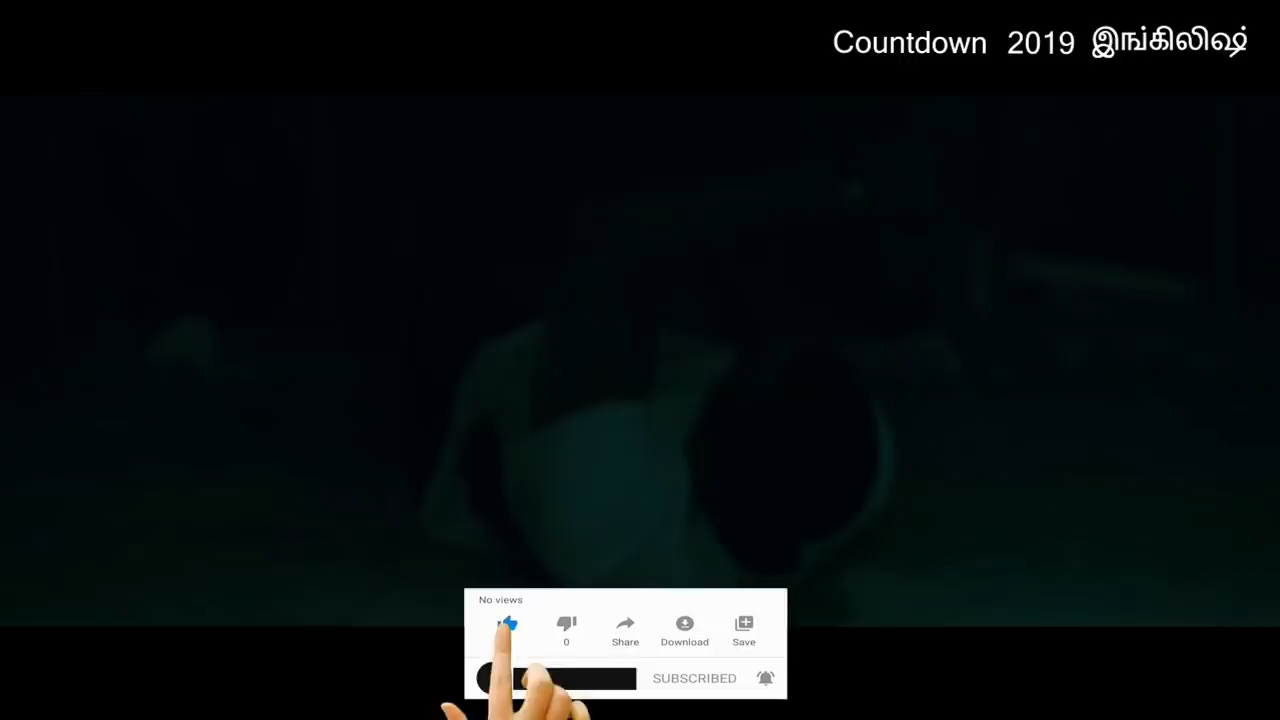 Countdown 2019 இங்கிலிஷ்
No views
0 Share Download Save
SUBSCRIBED